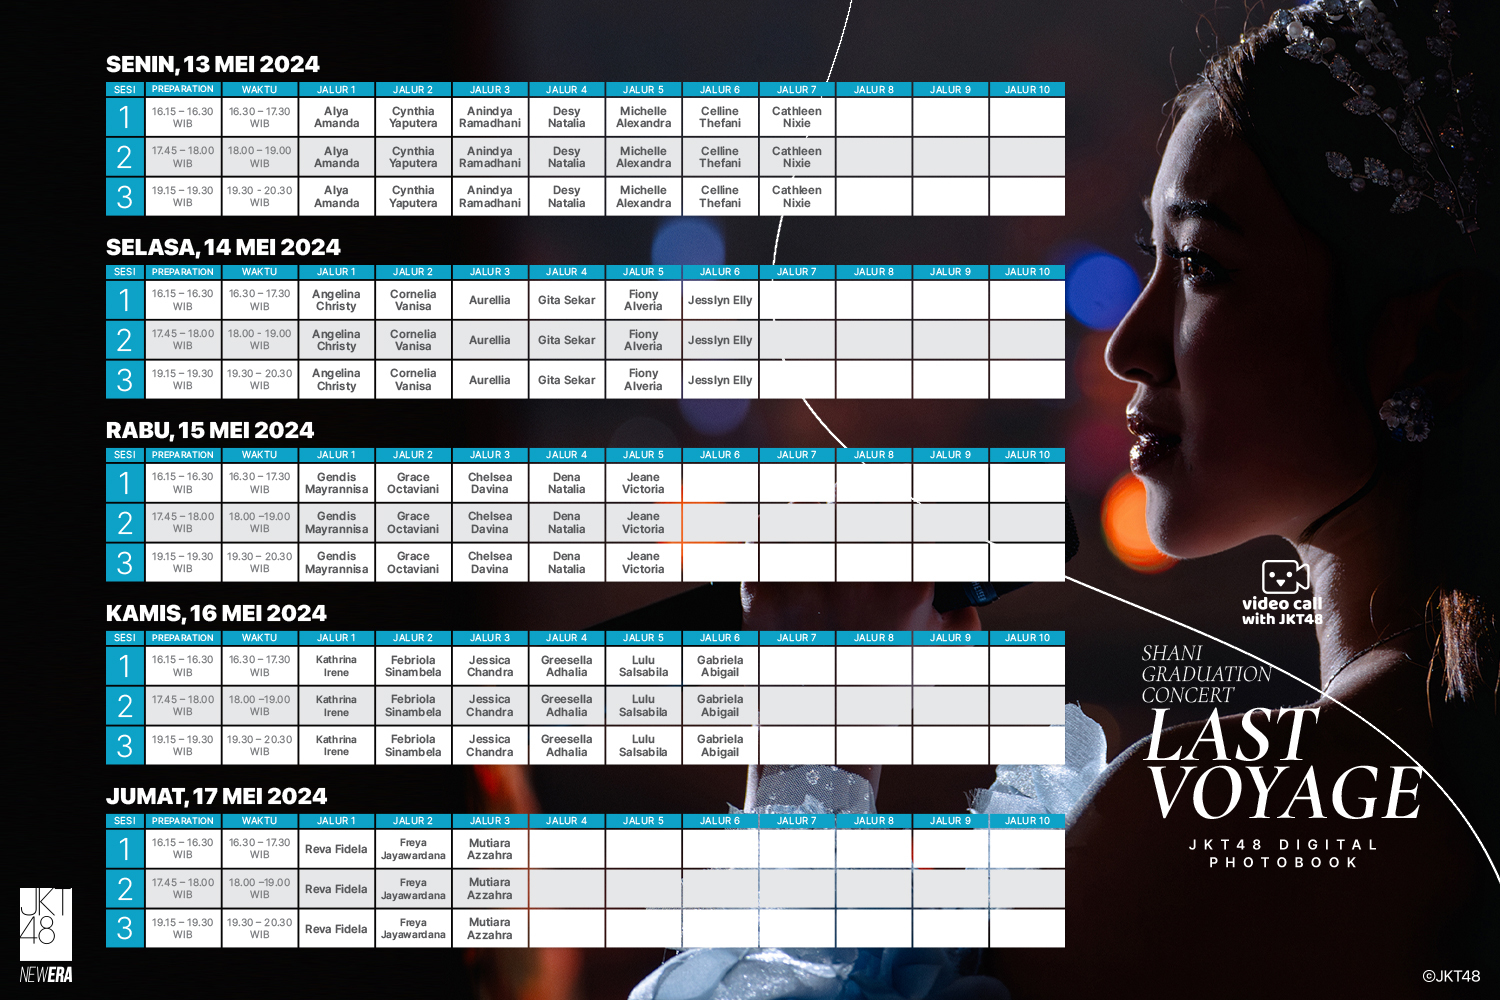 SENIN, 13 MEI 2024
SESI PREPARATION WAKTU JALUR 1 JALUR 2 JALUR 3 JALUR 4 JALUR 5 JALUR 6 JALUR 7 JALUR 8 JALUR 9 JALUR 10
1 16.15 – 16.30 WIB 16.30 – 17.30 WIB Alya Amanda Cynthia Yaputera Anindya Ramadhani Desy Natalia Michelle Alexandra Celline Thefani Cathleen Nixie
2 17.45 – 18.00 WIB 18.00 – 19.00 WIB Alya Amanda Cynthia Yaputera Anindya Ramadhani Desy Natalia Michelle Alexandra Celline Thefani Cathleen Nixie
3 19.15 – 19.30 WIB 19.30 - 20.30 WIB Alya Amanda Cynthia Yaputera Anindya Ramadhani Desy Natalia Michelle Alexandra Celline Thefani Cathleen Nixie
SELASA, 14 MEI 2024
SESI PREPARATION WAKTU JALUR 1 JALUR 2 JALUR 3 JALUR 4 JALUR 5 JALUR 6 JALUR 7 JALUR 8 JALUR 9 JALUR 10
1 16.15 – 16.30 WIB 16.30 – 17.30 WIB Angelina Christy Cornelia Vanisa Aurellia Gita Sekar Fiony Alveria Jesslyn Elly
2 17.45 – 18.00 WIB 18.00 - 19.00 WIB Angelina Christy Cornelia Vanisa Aurellia Gita Sekar Fiony Alveria Jesslyn Elly
3 19.15 – 19.30 WIB 19.30 – 20.30 WIB Angelina Christy Cornelia Vanisa Aurellia Gita Sekar Fiony Alveria Jesslyn Elly
RABU, 15 MEI 2024
SESI PREPARATION WAKTU JALUR 1 JALUR 2 JALUR 3 JALUR 4 JALUR 5 JALUR 6 JALUR 7 JALUR 8 JALUR 9 JALUR 10
1 16.15 – 16.30 WIB 16.30 – 17.30 WIB Gendis Mayrannisa Grace Octaviani Chelsea Davina Dena Natalia Jeane Victoria
2 17.45 – 18.00 WIB 18.00 –19.00 WIB Gendis Mayrannisa Grace Octaviani Chelsea Davina Dena Natalia Jeane Victoria
3 19.15 – 19.30 WIB 19.30 – 20.30 WIB Gendis Mayrannisa Grace Octaviani Chelsea Davina Dena Natalia Jeane Victoria
KAMIS, 16 MEI 2024
SESI PREPARATION WAKTU JALUR 1 JALUR 2 JALUR 3 JALUR 4 JALUR 5 JALUR 6 JALUR 7 JALUR 8 JALUR 9 JALUR 10
1 16.15 – 16.30 WIB 16.30 – 17.30 WIB Kathrina Irene Febriola Sinambela Jessica Chandra Greesella Adhalia Lulu Salsabila Gabriela Abigail
2 17.45 – 18.00 WIB 18.00 –19.00 WIB Kathrina Irene Febriola Sinambela Jessica Chandra Greesella Adhalia Lulu Salsabila Gabriela Abigail
3 19.15 – 19.30 WIB 19.30 – 20.30 WIB Kathrina Irene Febriola Sinambela Jessica Chandra Greesella Adhalia Lulu Salsabila Gabriela Abigail
JUMAT, 17 MEI 2024
SESI PREPARATION WAKTU JALUR 1 JALUR 2 JALUR 3 JALUR 4 JALUR 5 JALUR 6 JALUR 7 JALUR 8 JALUR 9 JALUR 10
1 16.15 – 16.30 WIB 16.30 – 17.30 WIB Reva Fidela Freya Jayawardana Mutiara Azzahra
2 17.45 – 18.00 WIB 18.00 –19.00 WIB Reva Fidela Freya Jayawardana Mutiara Azzahra
3 19.15 – 19.30 WIB 19.30 – 20.30 WIB Reva Fidela Freya Jayawardana Mutiara Azzahra
video call
with JKT48
SHANI
GRADUATION
CONCERT
LAST
VOYAGE
JKT48 DIGITAL
PHOTOBOOK
JKT
48
NEWERA
©JKT48